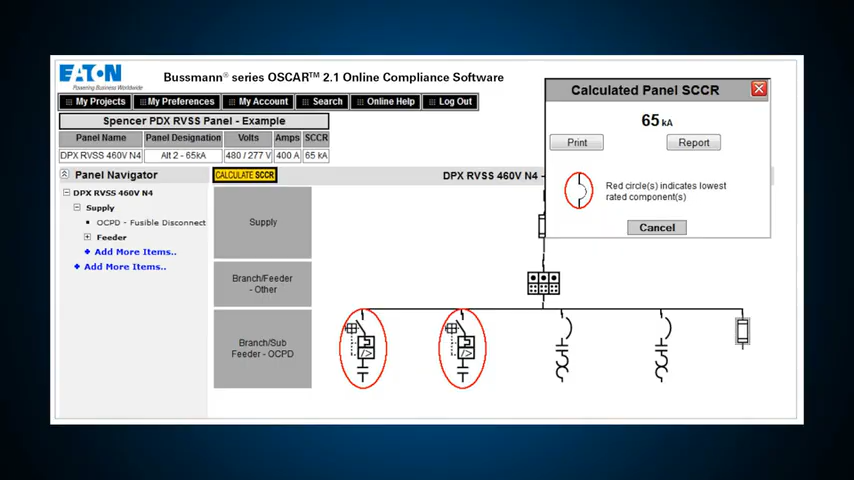 EATON
Powering Business Worldwide
Bussmann® series OSCAR™ 2.1 Online Compliance Software
My Projects
My Preferences
My Account
Search
Online Help
Log Out
Spencer PDX RVSS Panel - Example
Panel Name Panel Designation Volts Amps SCCR
DPX RVSS 460V N4 Alt 2 - 65kA 480 / 277 V 400 A 65 kA
Panel Navigator
CALCULATE SCCR
DPX RVSS 460V N4 -
DPX RVSS 460V N4
Supply
OCPD - Fusible Disconnect
Feeder
Add More Items..
Add More Items..
Supply
Branch/Feeder
- Other
Branch/Sub
Feeder - OCPD
Calculated Panel SCCR
65 kA
Print
Report
Red circle(s) indicates lowest
rated component(s)
Cancel